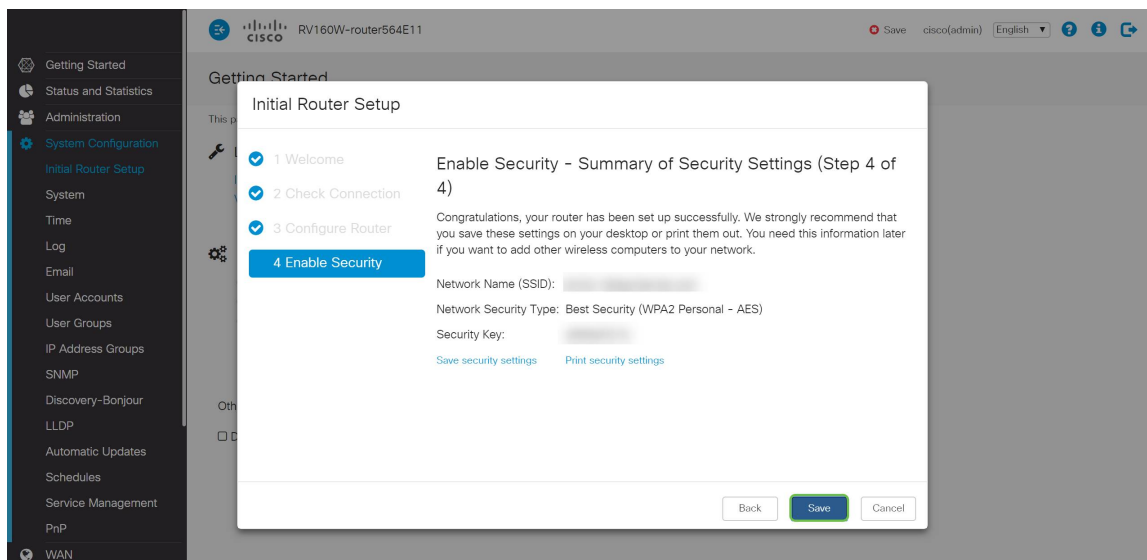 CISCO
RV160W-router564E11
Save
cisco(admin)
English
Getting Started
Status and Statistics
Administration
System Configuration
Initial Router Setup
System
Time
Log
Email
User Accounts
User Groups
IP Address Groups
SNMP
Discovery-Bonjour
LLDP
Automatic Updates
Schedules
Service Management
PnP
WAN
Getting Started
This p
Oth
Initial Router Setup
1 Welcome
2 Check Connection
3 Configure Router
4 Enable Security
Enable Security - Summary of Security Settings (Step 4 of
4)
Congratulations, your router has been set up successfully. We strongly recommend that
you save these settings on your desktop or print them out. You need this information later
if you want to add other wireless computers to your network.
Network Name (SSID):
Network Security Type: Best Security (WPA2 Personal - AES)
Security Key:
Save security settings Print security settings
Back Save Cancel